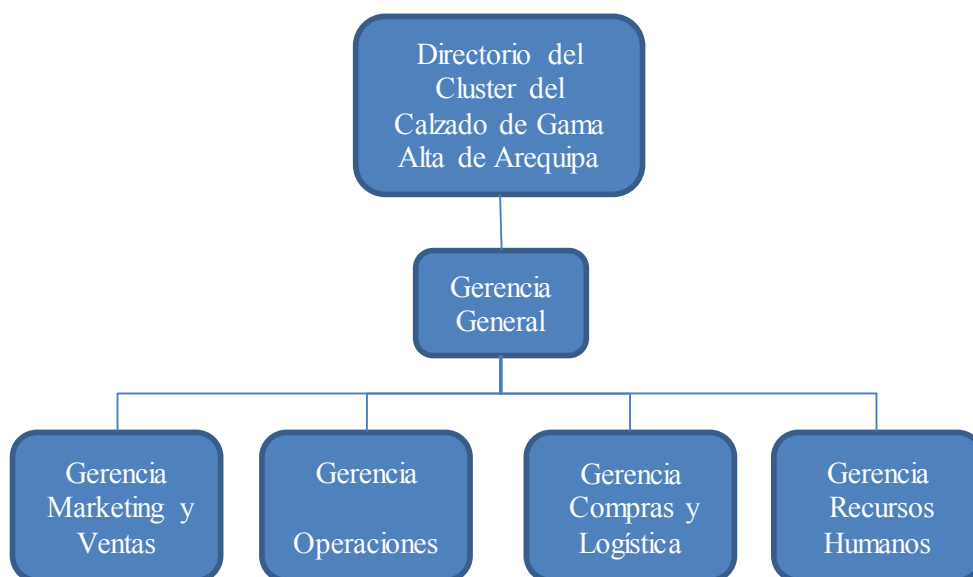 Directorio del
Cluster del
Calzado de Gama
Alta de Arequipa
Gerencia
General
Gerencia
Marketing y
Ventas
Gerencia
Operaciones
Gerencia
Compras y
Logística
Gerencia
Recursos
Humanos